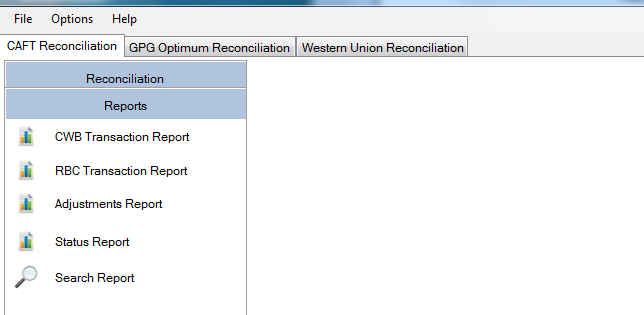 File Options Help
CAFT Reconciliation GPG Optimum Reconciliation Western Union Reconciliation
Reconciliation
Reports
CWB Transaction Report
RBC Transaction Report
Adjustments Report
Status Report
Search Report